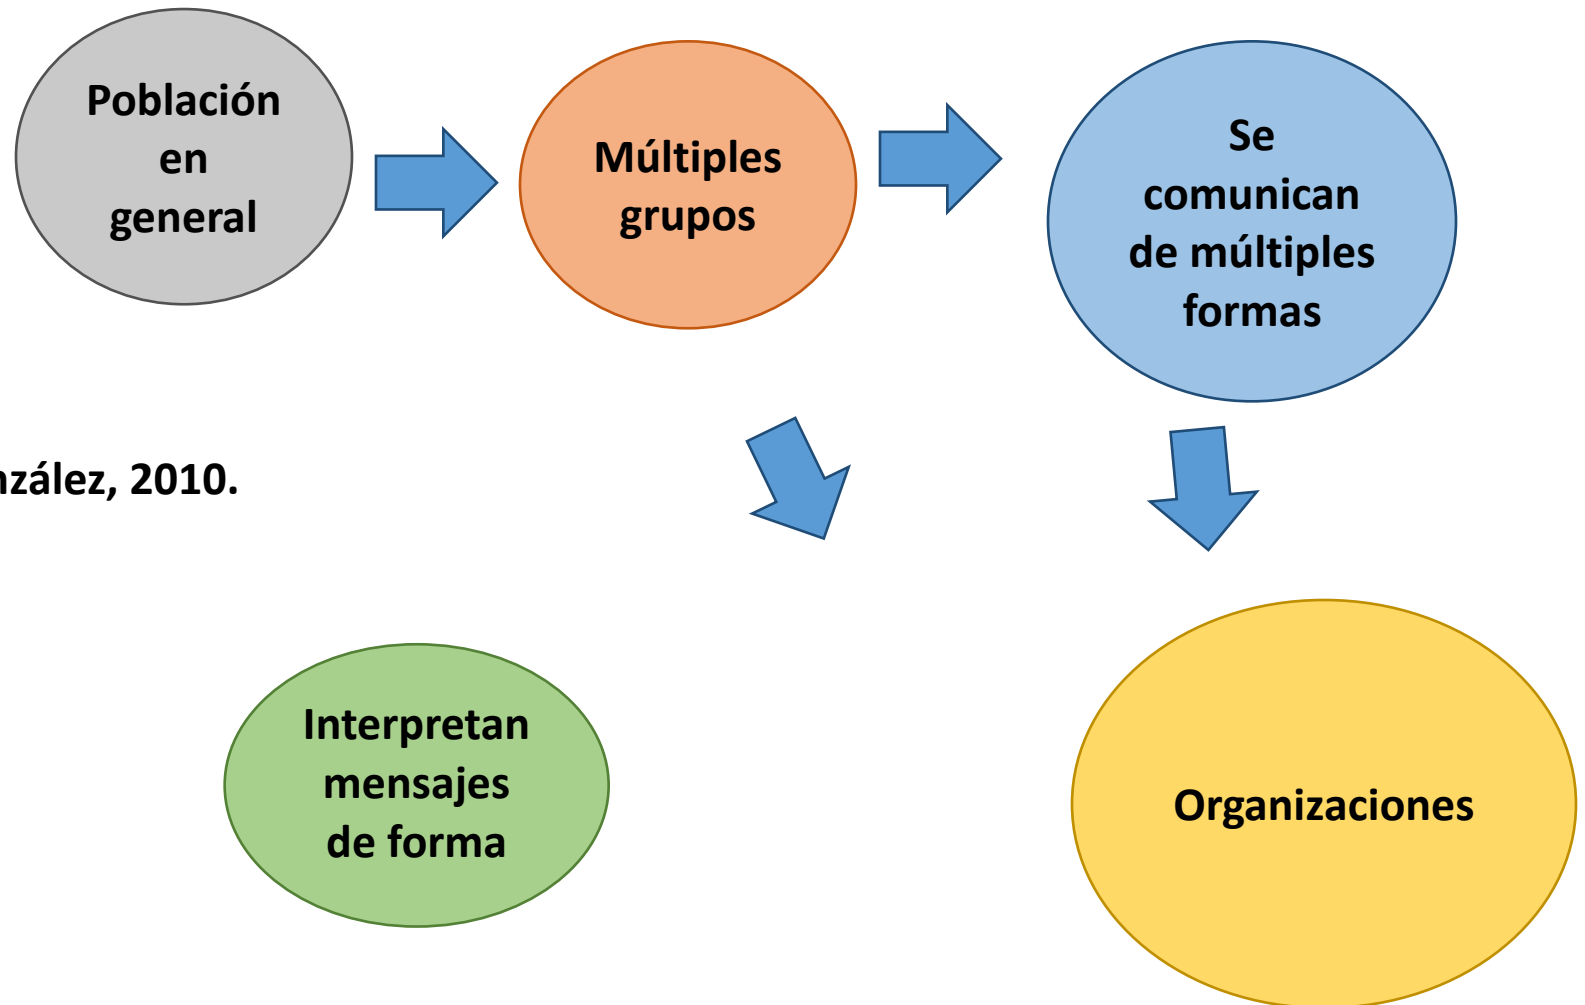 Población
en
general
Múltiples
grupos
Se
comunican
de múltiples
formas
nzález, 2010.
Interpretan
mensajes
de forma
Organizaciones